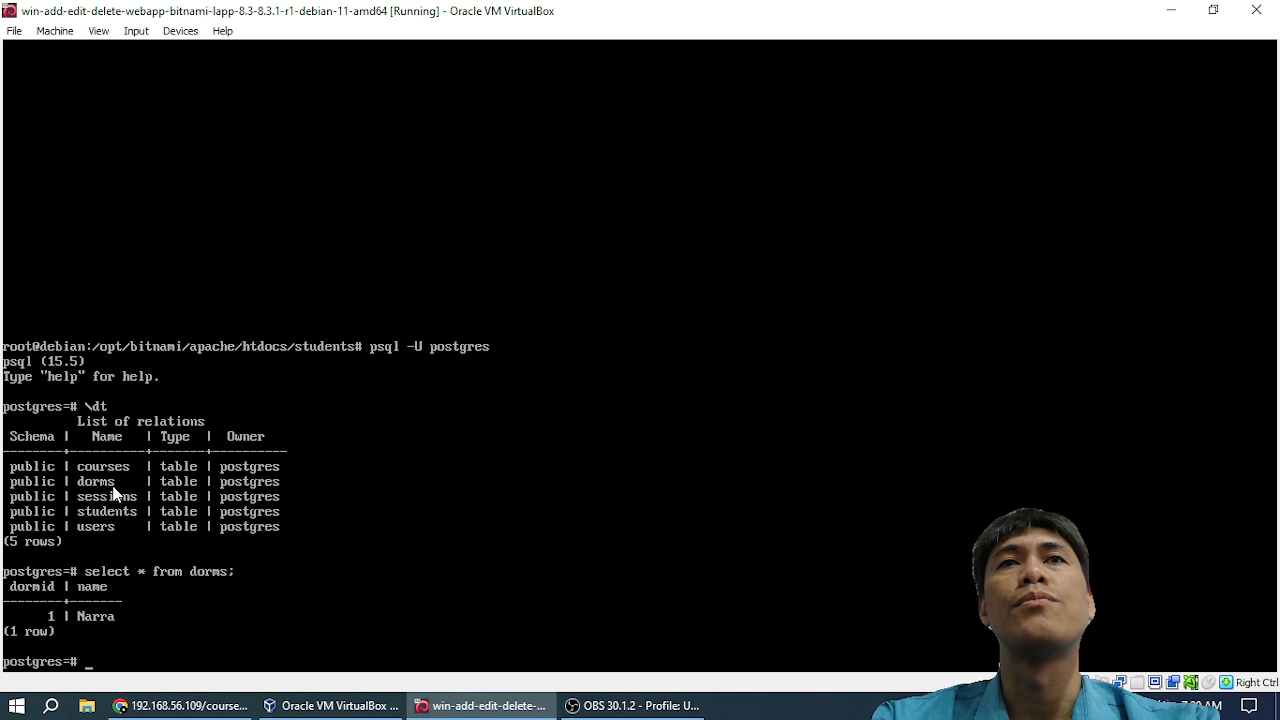 win-add-edit-delete-webapp-bitnami-lapp-8.3-8.3.1-r1-debian-11-amd64 [Running] - Oracle VM VirtualBox
File Machine View Input Devices Help
root@debian:/opt/bitnami/apache/htdocs/students# psql -U postgres
psql (15.5)
Type "help" for help.
postgres=# \dt
List of relations
Schema | Name | Type | Owner
--------+----------+-------+----------
public | courses | table | postgres
public | dorms | table | postgres
public | sessions | table | postgres
public | students | table | postgres
public | users | table | postgres
(5 rows)
postgres=# select * from dorms;
dormid | name
--------+-------
1 | Narra
(1 row)
postgres=# _
Right Ctrl
192.168.56.109/course... Oracle VM VirtualBox ... win-add-edit-delete-... OBS 30.1.2 - Profile: U...